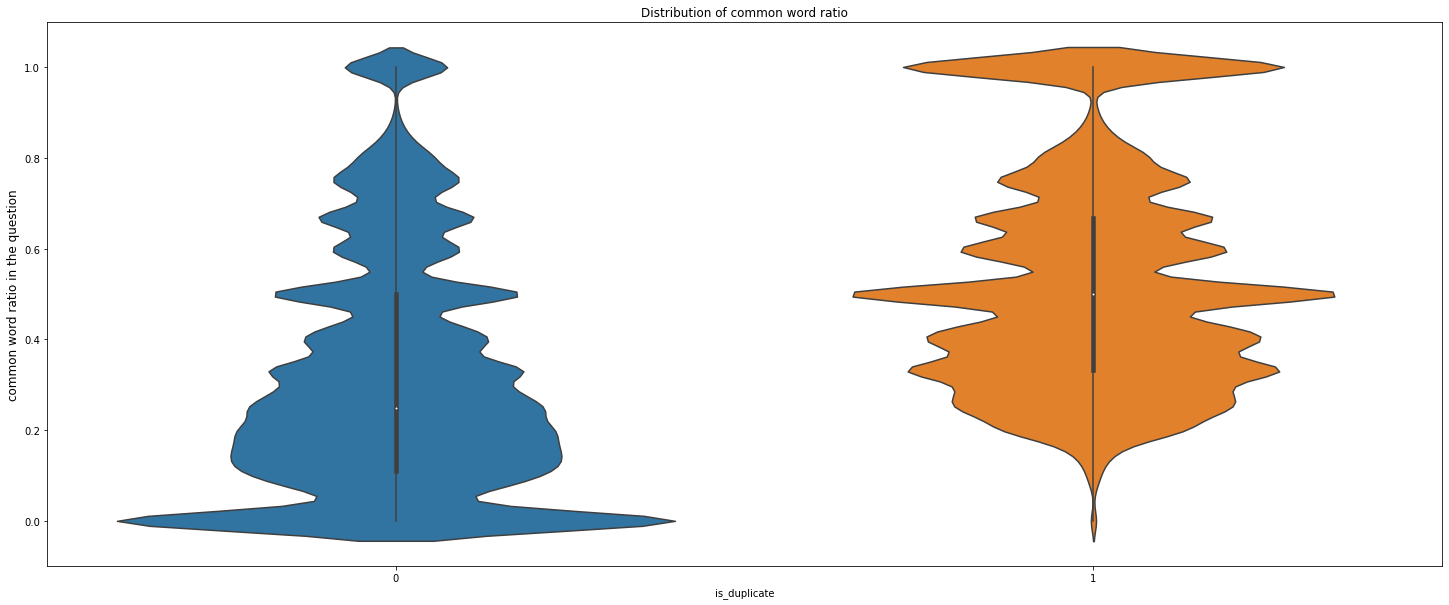 Distribution of common word ratio
common word ratio in the question
1.0
0.8
0.6
0.4
0.2
0.0
0
1
is_duplicate